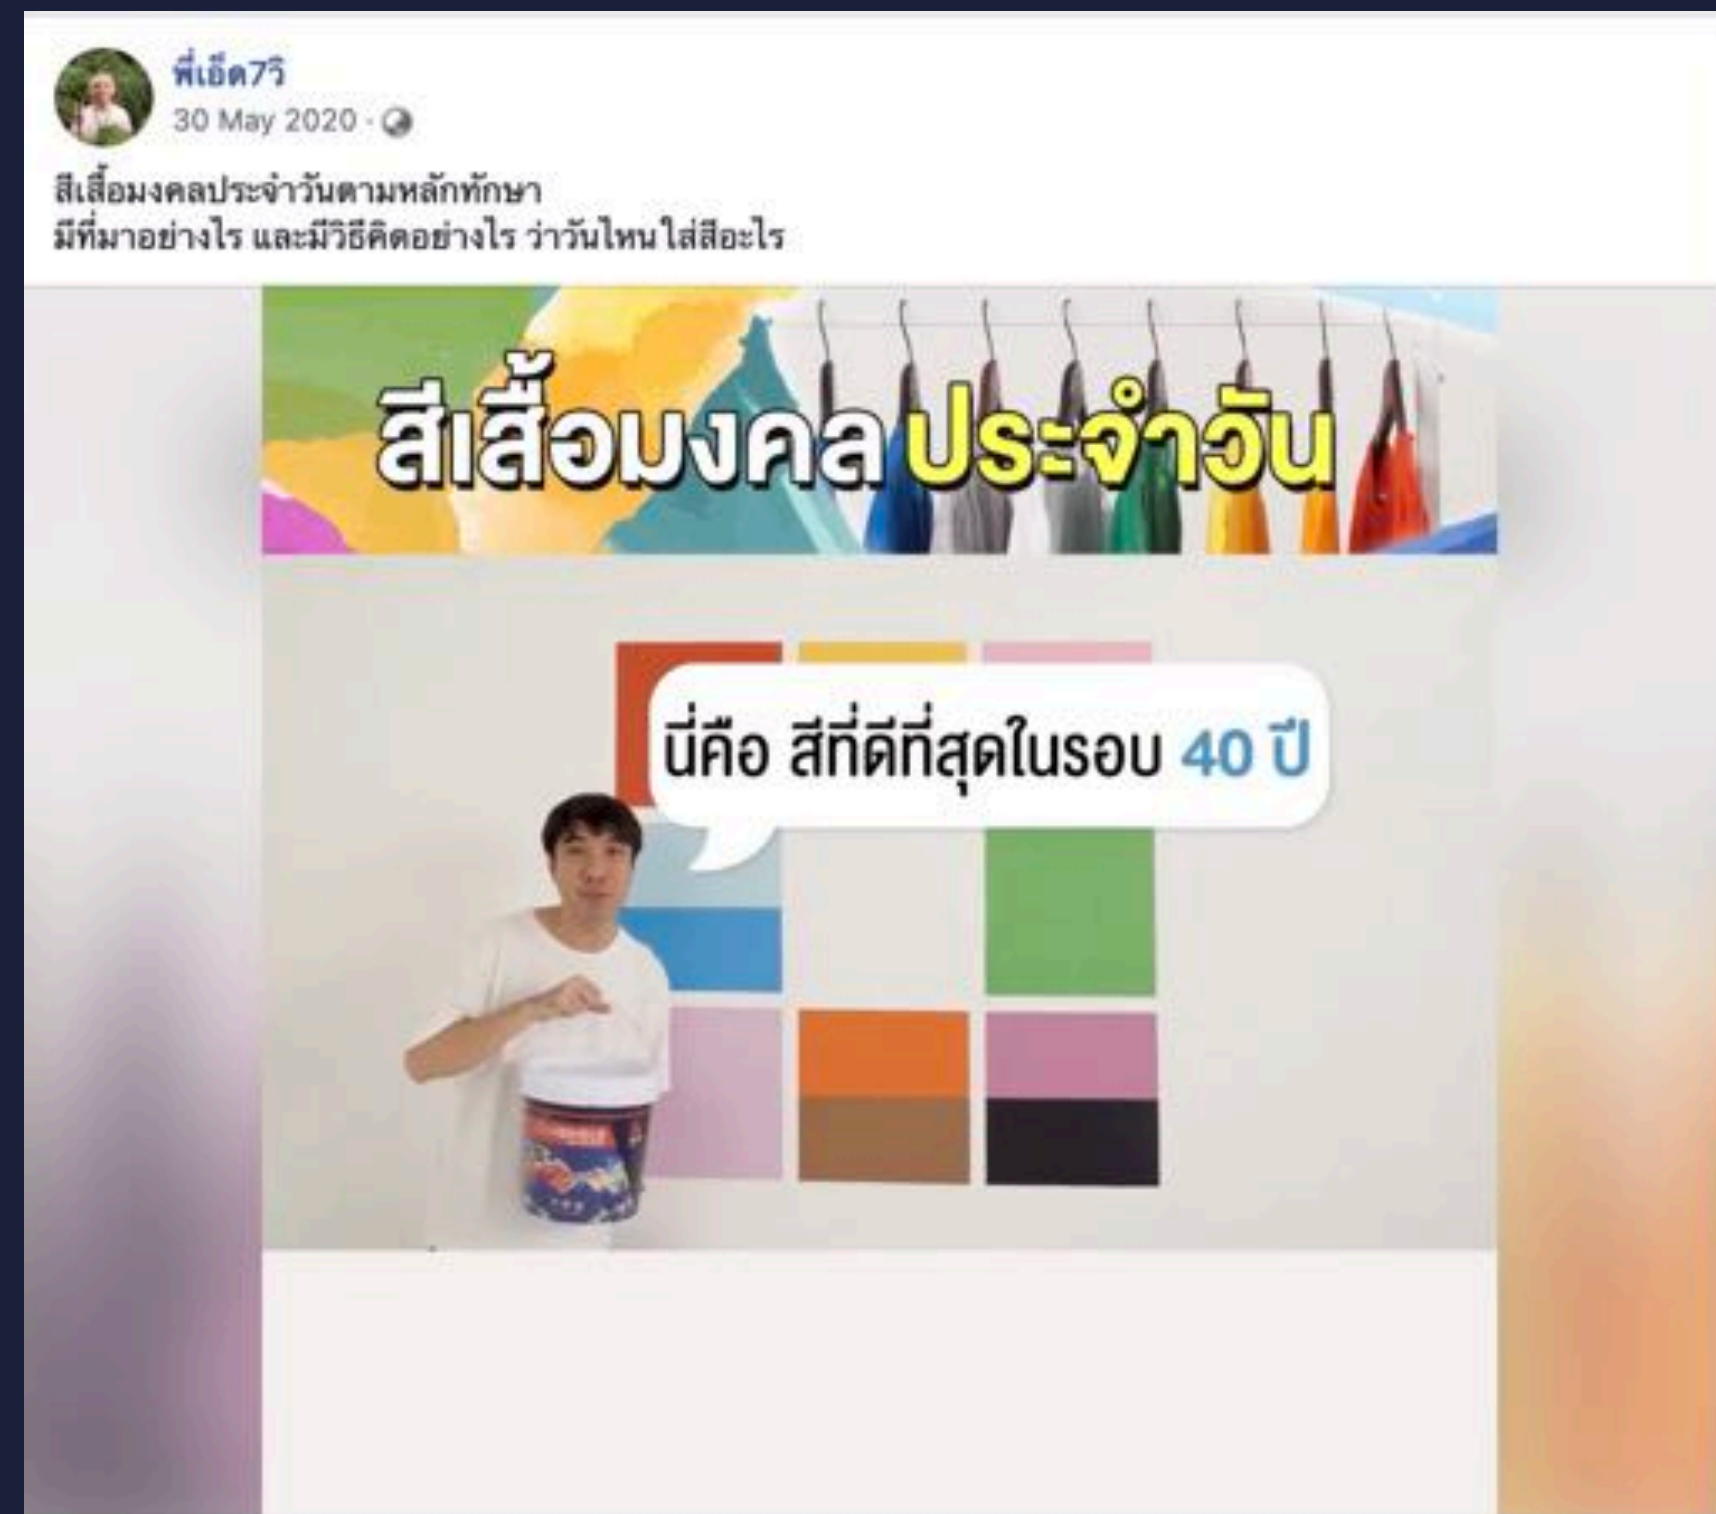 พี่เอ็ด7วิ
30 May 2020 ·
สีเสื้อมงคลประจำวันตามหลักทักษา
มีที่มาอย่างไร และมีวิธีคิดอย่างไร ว่าวันไหนใส่สีอะไร
สีเสื้อมงคลประจำวัน
นี่คือ สีที่ดีที่สุดในรอบ 40 ปี